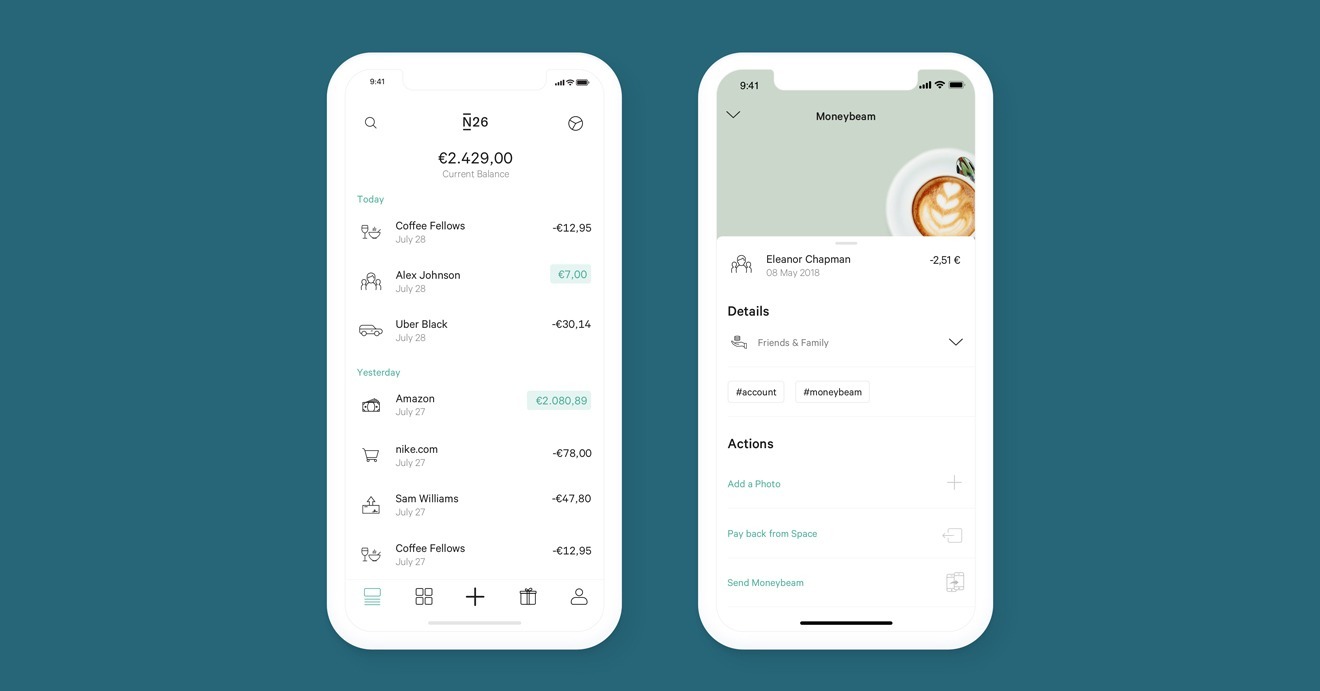 9:41
N26
€2.429,00
Current Balance
Today
Coffee Fellows -€12,95
July 28
Alex Johnson €7,00
July 28
Uber Black -€30,14
July 28
Yesterday
Amazon €2.080,89
July 27
nike.com -€78,00
July 27
Sam Williams -€47,80
July 27
Coffee Fellows -€12,95
July 27
9:41
Moneybeam
Eleanor Chapman -2,51 €
08 May 2018
Details
Friends & Family
#account #moneybeam
Actions
Add a Photo
Pay back from Space
Send Moneybeam